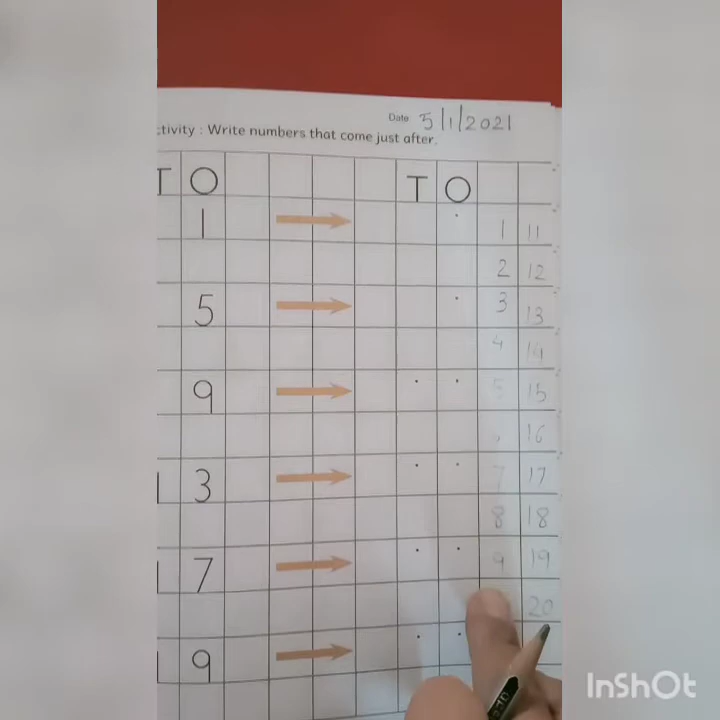 Date 5/1/2021
ctivity : Write numbers that come just after.
T O T O
1 1 11
2 12
5 3 13
4 14
9 5 15
16
13 7 17
8 18
17 9 19
20
19
InShOt